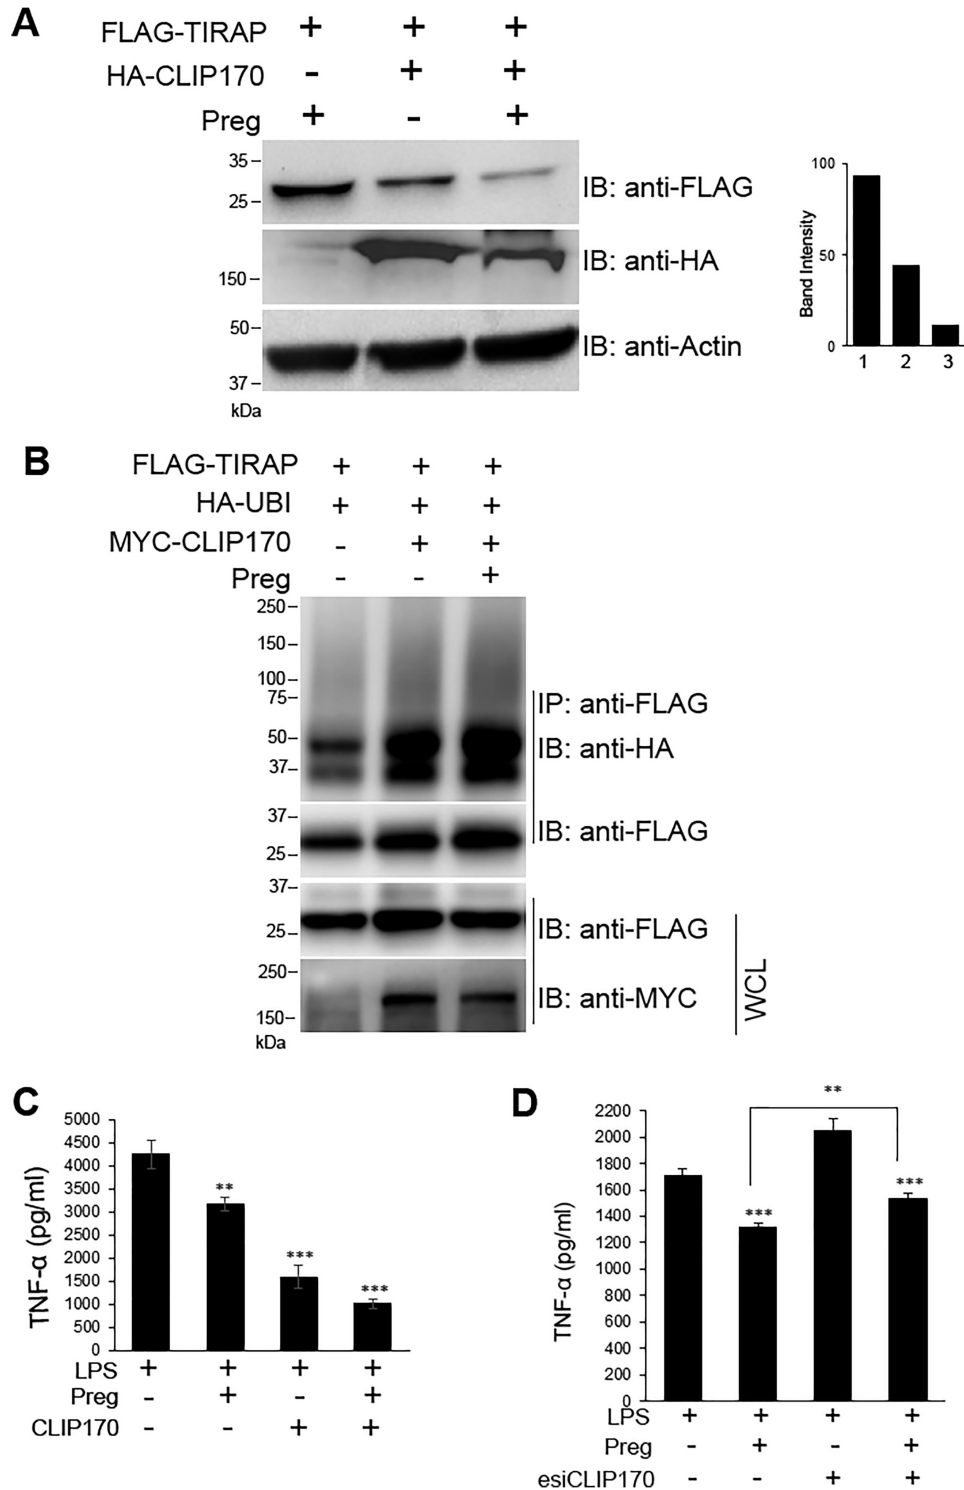 A
FLAG-TIRAP + + +
HA-CLIP170 - + +
Preg + - +
35
25
IB: anti-FLAG
150
IB: anti-HA
50
37
IB: anti-Actin
kDa
100
50
0
Band Intensity
1 2 3
B
FLAG-TIRAP + + +
HA-UBI + + +
MYC-CLIP170 - + +
Preg - - +
250
150
100
75
50
37
IP: anti-FLAG
IB: anti-HA
37
25
IB: anti-FLAG
37
25
IB: anti-FLAG
250
150
IB: anti-MYC
WCL
kDa
C
5000
4500
4000
3500
3000
2500
2000
1500
1000
500
0
TNF-α (pg/ml)
**
***
***
LPS + + + +
Preg - + - +
CLIP170 - - + +
D
2200
2000
1800
1600
1400
1200
1000
800
600
400
200
0
TNF-α (pg/ml)
**
***
***
LPS + + + +
Preg - + - +
esiCLIP170 - - + +